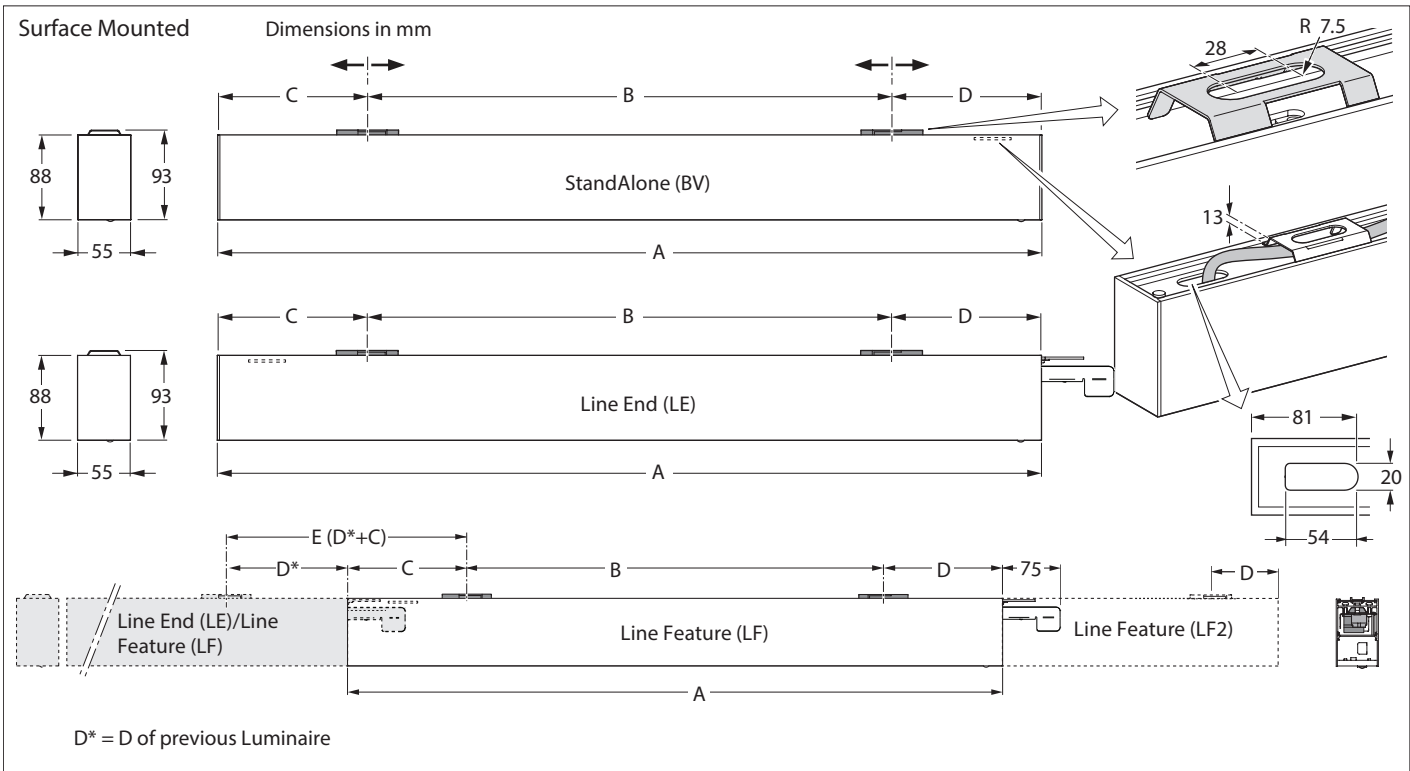 Surface Mounted
Dimensions in mm
C
B
D
88
93
55
StandAlone (BV)
A
28
R 7.5
13
C
B
D
88
93
55
Line End (LE)
A
81
20
54
E (D*+C)
D*
C
B
D
75
D
Line End (LE)/Line
Feature (LF)
Line Feature (LF)
Line Feature (LF2)
A
D* = D of previous Luminaire